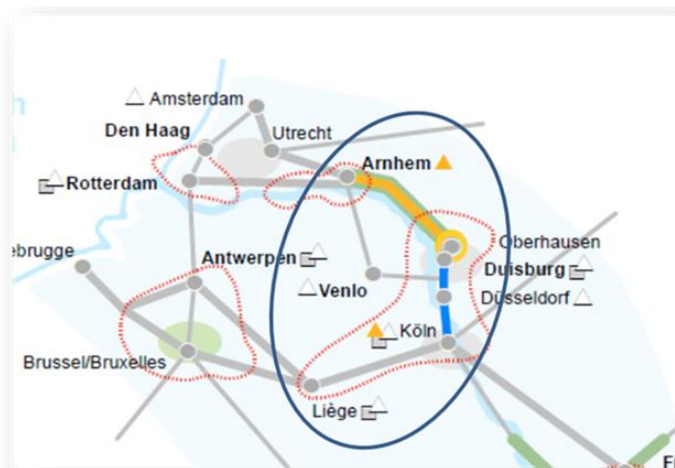 Amsterdam
Den Haag
Utrecht
Arnhem
Rotterdam
Oberhausen
Antwerpen
Duisburg
ebrugge
Venlo
Düsseldorf
Köln
Brussel/Bruxelles
Liège